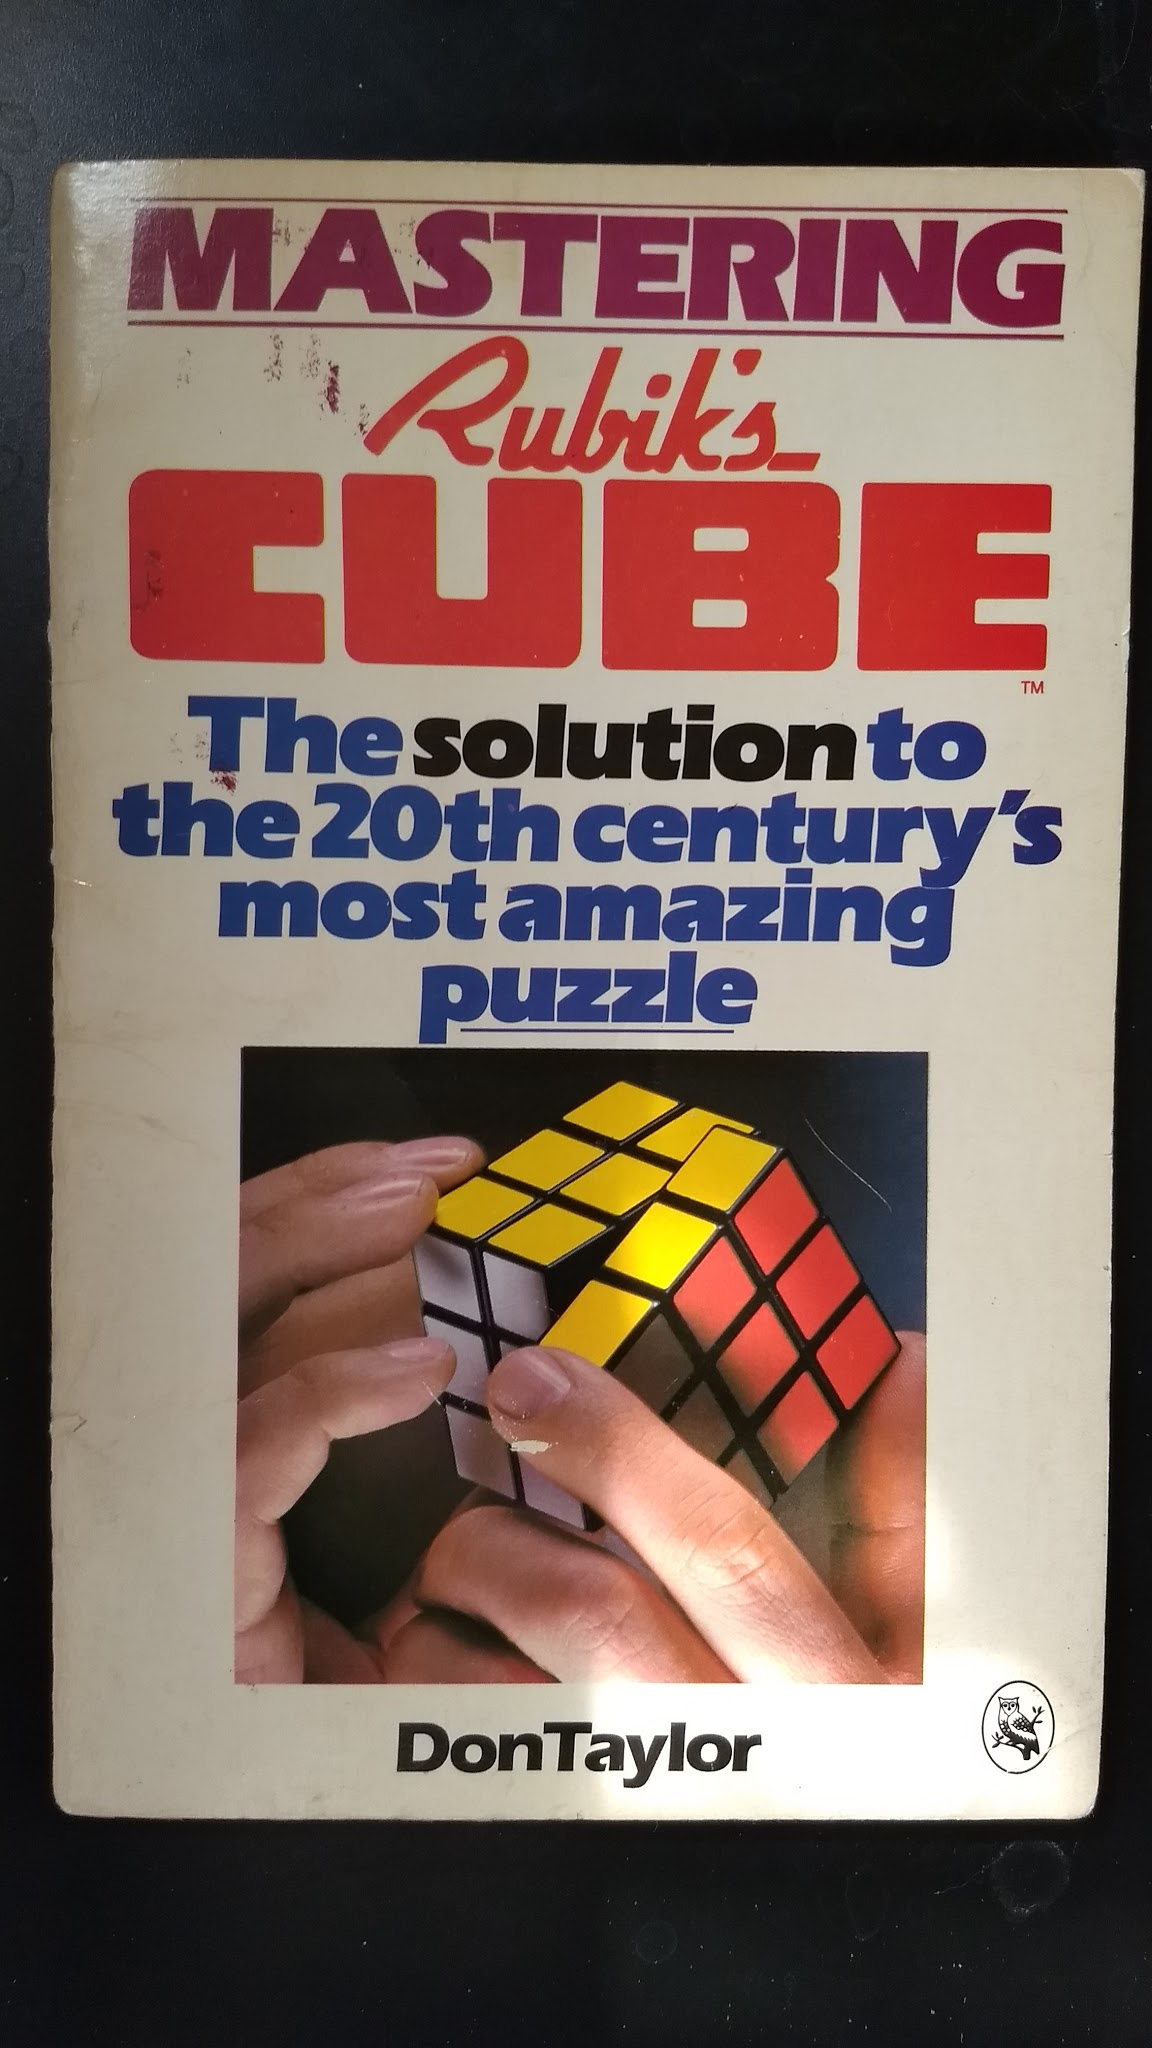 MASTERING
Rubik's
CUBE
TM
The solution to
the 20th century's
most amazing
puzzle
Don Taylor